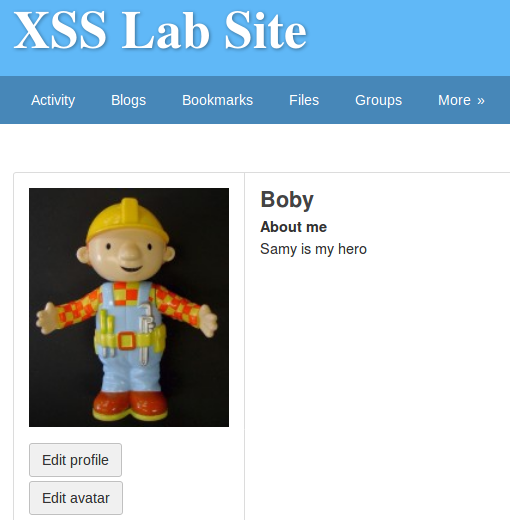 XSS Lab Site
Activity Blogs Bookmarks Files Groups More »
Boby
About me
Samy is my hero
Edit profile
Edit avatar